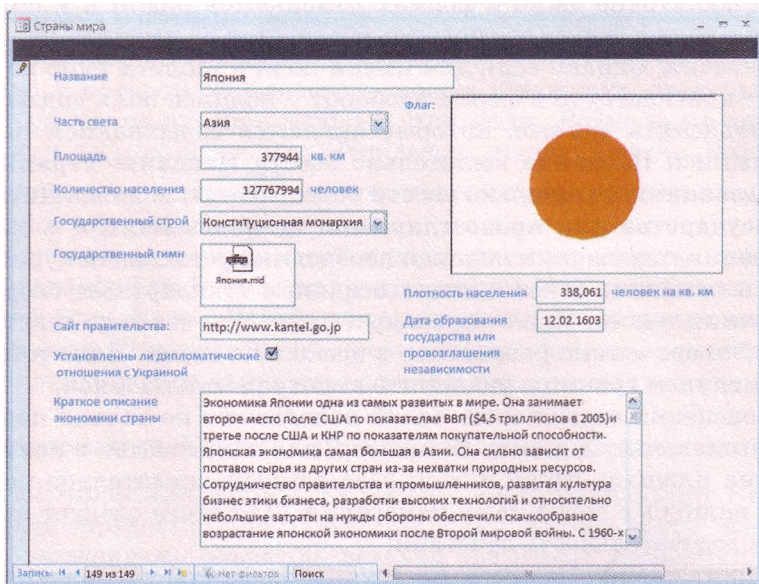 Страны мира
Название Япония
Часть света Азия
Флаг:
Площадь 377944 кв. км
Количество населения 127767994 человек
Государственный строй Конституционная монархия
Государственный гимн
Япония.mid
Плотность населения 338,061 человек на кв. км
Сайт правительства: http://www.kantel.go.jp
Дата образования 12.02.1603
государства или
провозглашения
независимости
Установленны ли дипломатические
отношения с Украиной
Краткое описание
экономики страны
Экономика Японии одна из самых развитых в мире. Она занимает
второе место после США по показателям ВВП ($4,5 триллионов в 2005)и
третье после США и КНР по показателям покупательной способности.
Японская экономика самая большая в Азии. Она сильно зависит от
поставок сырья из других стран из-за нехватки природных ресурсов.
Сотрудничество правительства и промышленников, развитая культура
бизнес этики бизнеса, разработки высоких технологий и относительно
небольшие затраты на нужды обороны обеспечили скачкообразное
возрастание японской экономики после Второй мировой войны. С 1960-х
Запись: 149 из 149 Нет фильтра Поиск